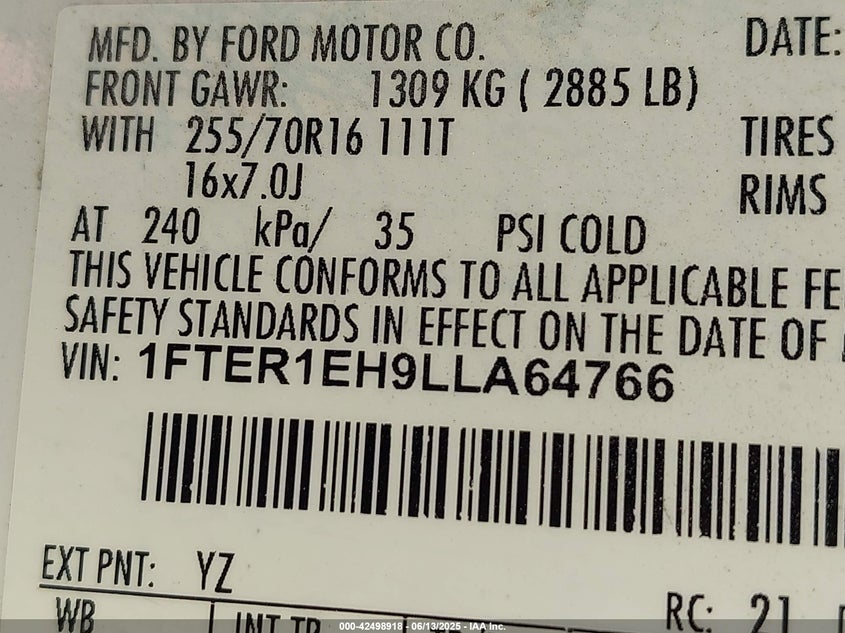 MFD. BY FORD MOTOR CO. DATE:
FRONT GAWR: 1309 KG ( 2885 LB)
WITH 255/70R16 111T TIRES
16x7.0J RIMS
AT 240 kPa/ 35 PSI COLD
THIS VEHICLE CONFORMS TO ALL APPLICABLE FE
SAFETY STANDARDS IN EFFECT ON THE DATE OF
VIN: 1FTER1EH9LLA64766
EXT PNT: YZ
RC: 21
WB INT TR
000-42498918 - 06/13/2025 - IAA Inc.